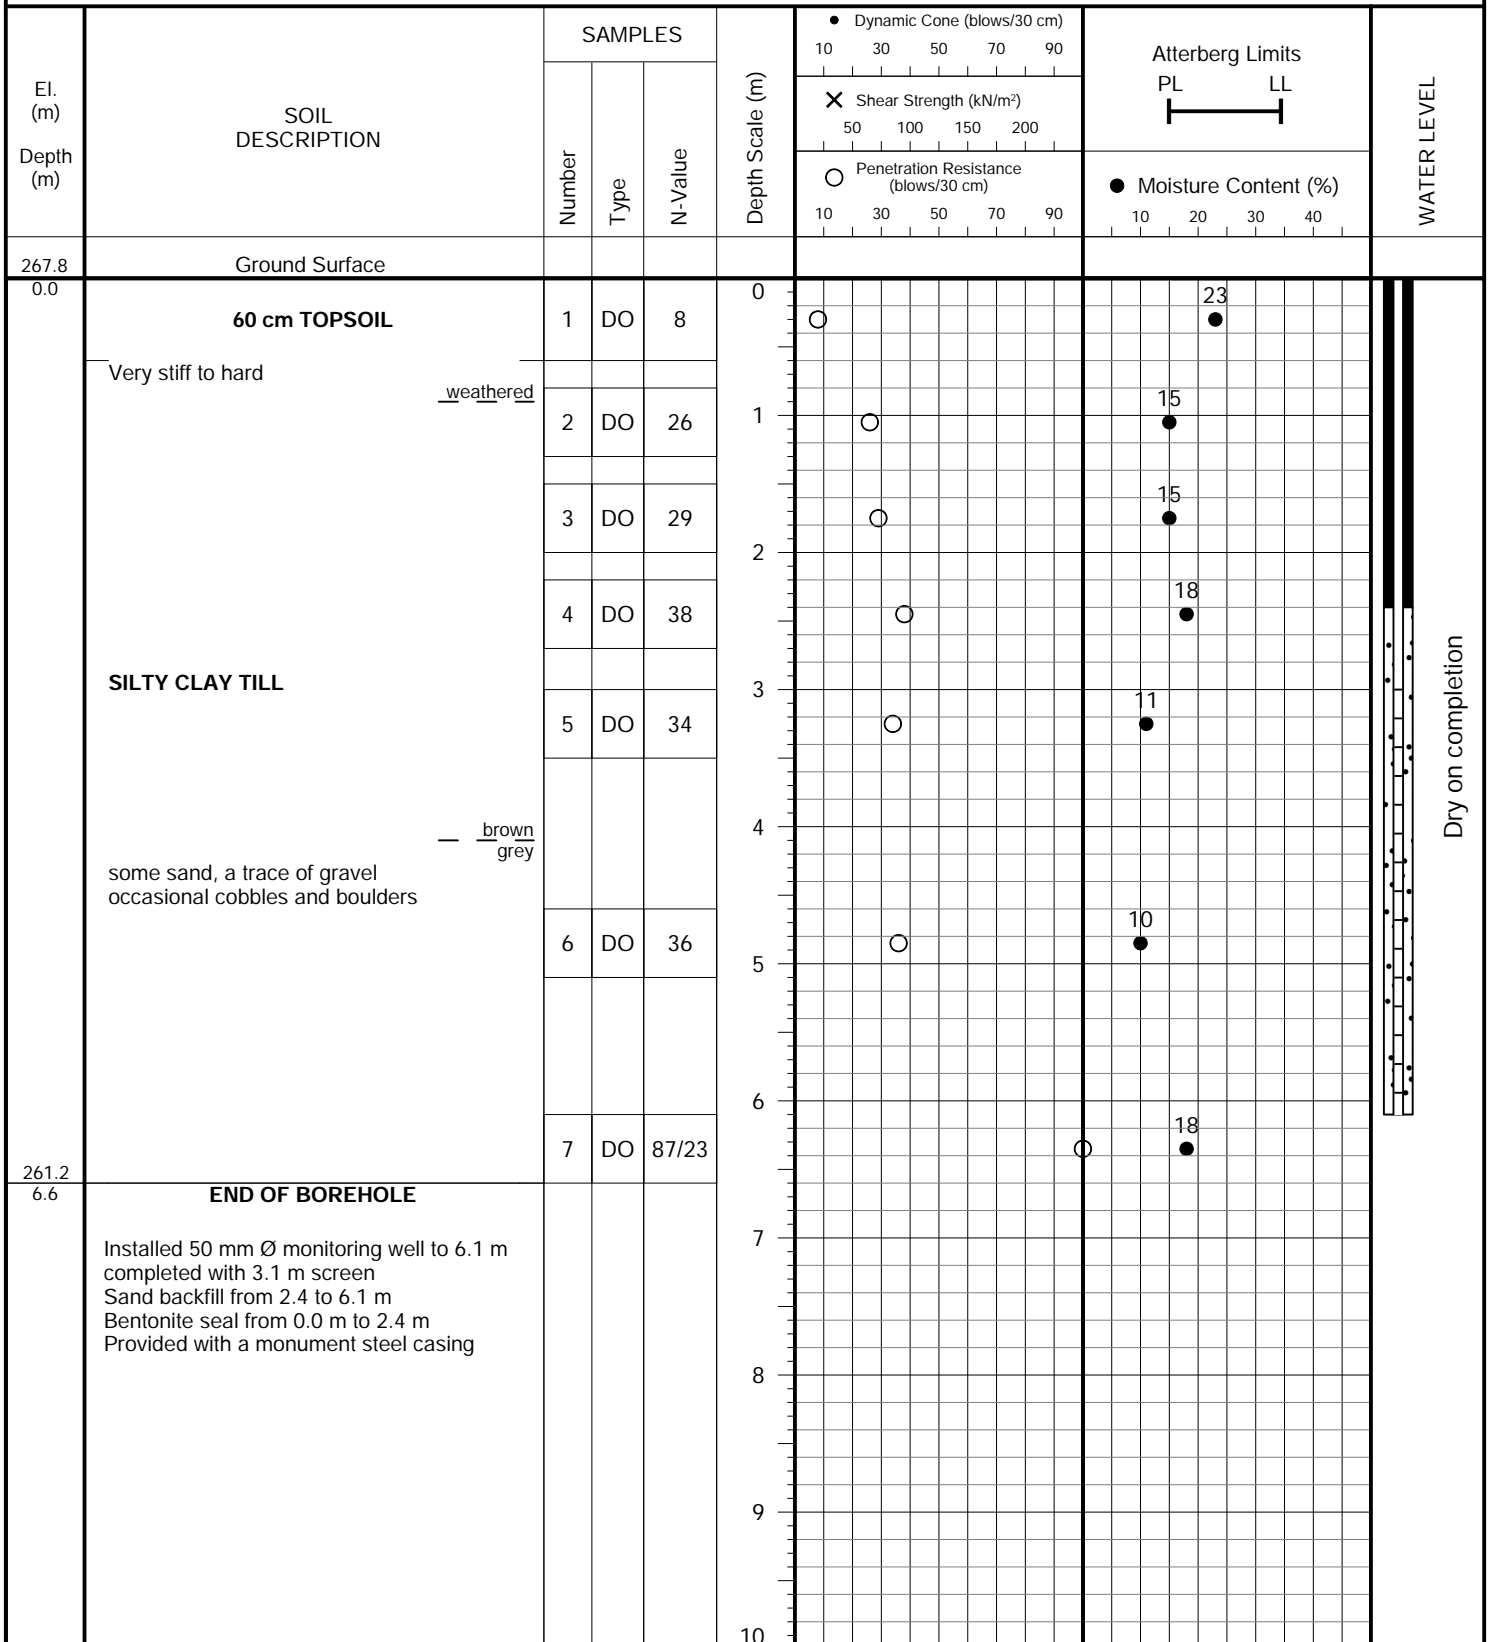 El.
(m)
Depth
(m)
SOIL
DESCRIPTION
SAMPLES
Number
Type
N-Value
Depth Scale (m)
Dynamic Cone (blows/30 cm)
10 30 50 70 90
Shear Strength (kN/m²)
50 100 150 200
Penetration Resistance
(blows/30 cm)
10 30 50 70 90
Atterberg Limits
PL LL
Moisture Content (%)
10 20 30 40
WATER LEVEL
267.8 Ground Surface
0.0
0
60 cm TOPSOIL 1 DO 8
23
Very stiff to hard
weathered
15
1
2 DO 26
15
3 DO 29
2
18
4 DO 38
SILTY CLAY TILL
3
11
5 DO 34
Dry on completion
4
brown
grey
some sand, a trace of gravel
occasional cobbles and boulders
10
6 DO 36
5
6
18
7 DO 87/23
261.2
6.6
END OF BOREHOLE
7
Installed 50 mm Ø monitoring well to 6.1 m
completed with 3.1 m screen
Sand backfill from 2.4 to 6.1 m
Bentonite seal from 0.0 m to 2.4 m
Provided with a monument steel casing
8
9
10